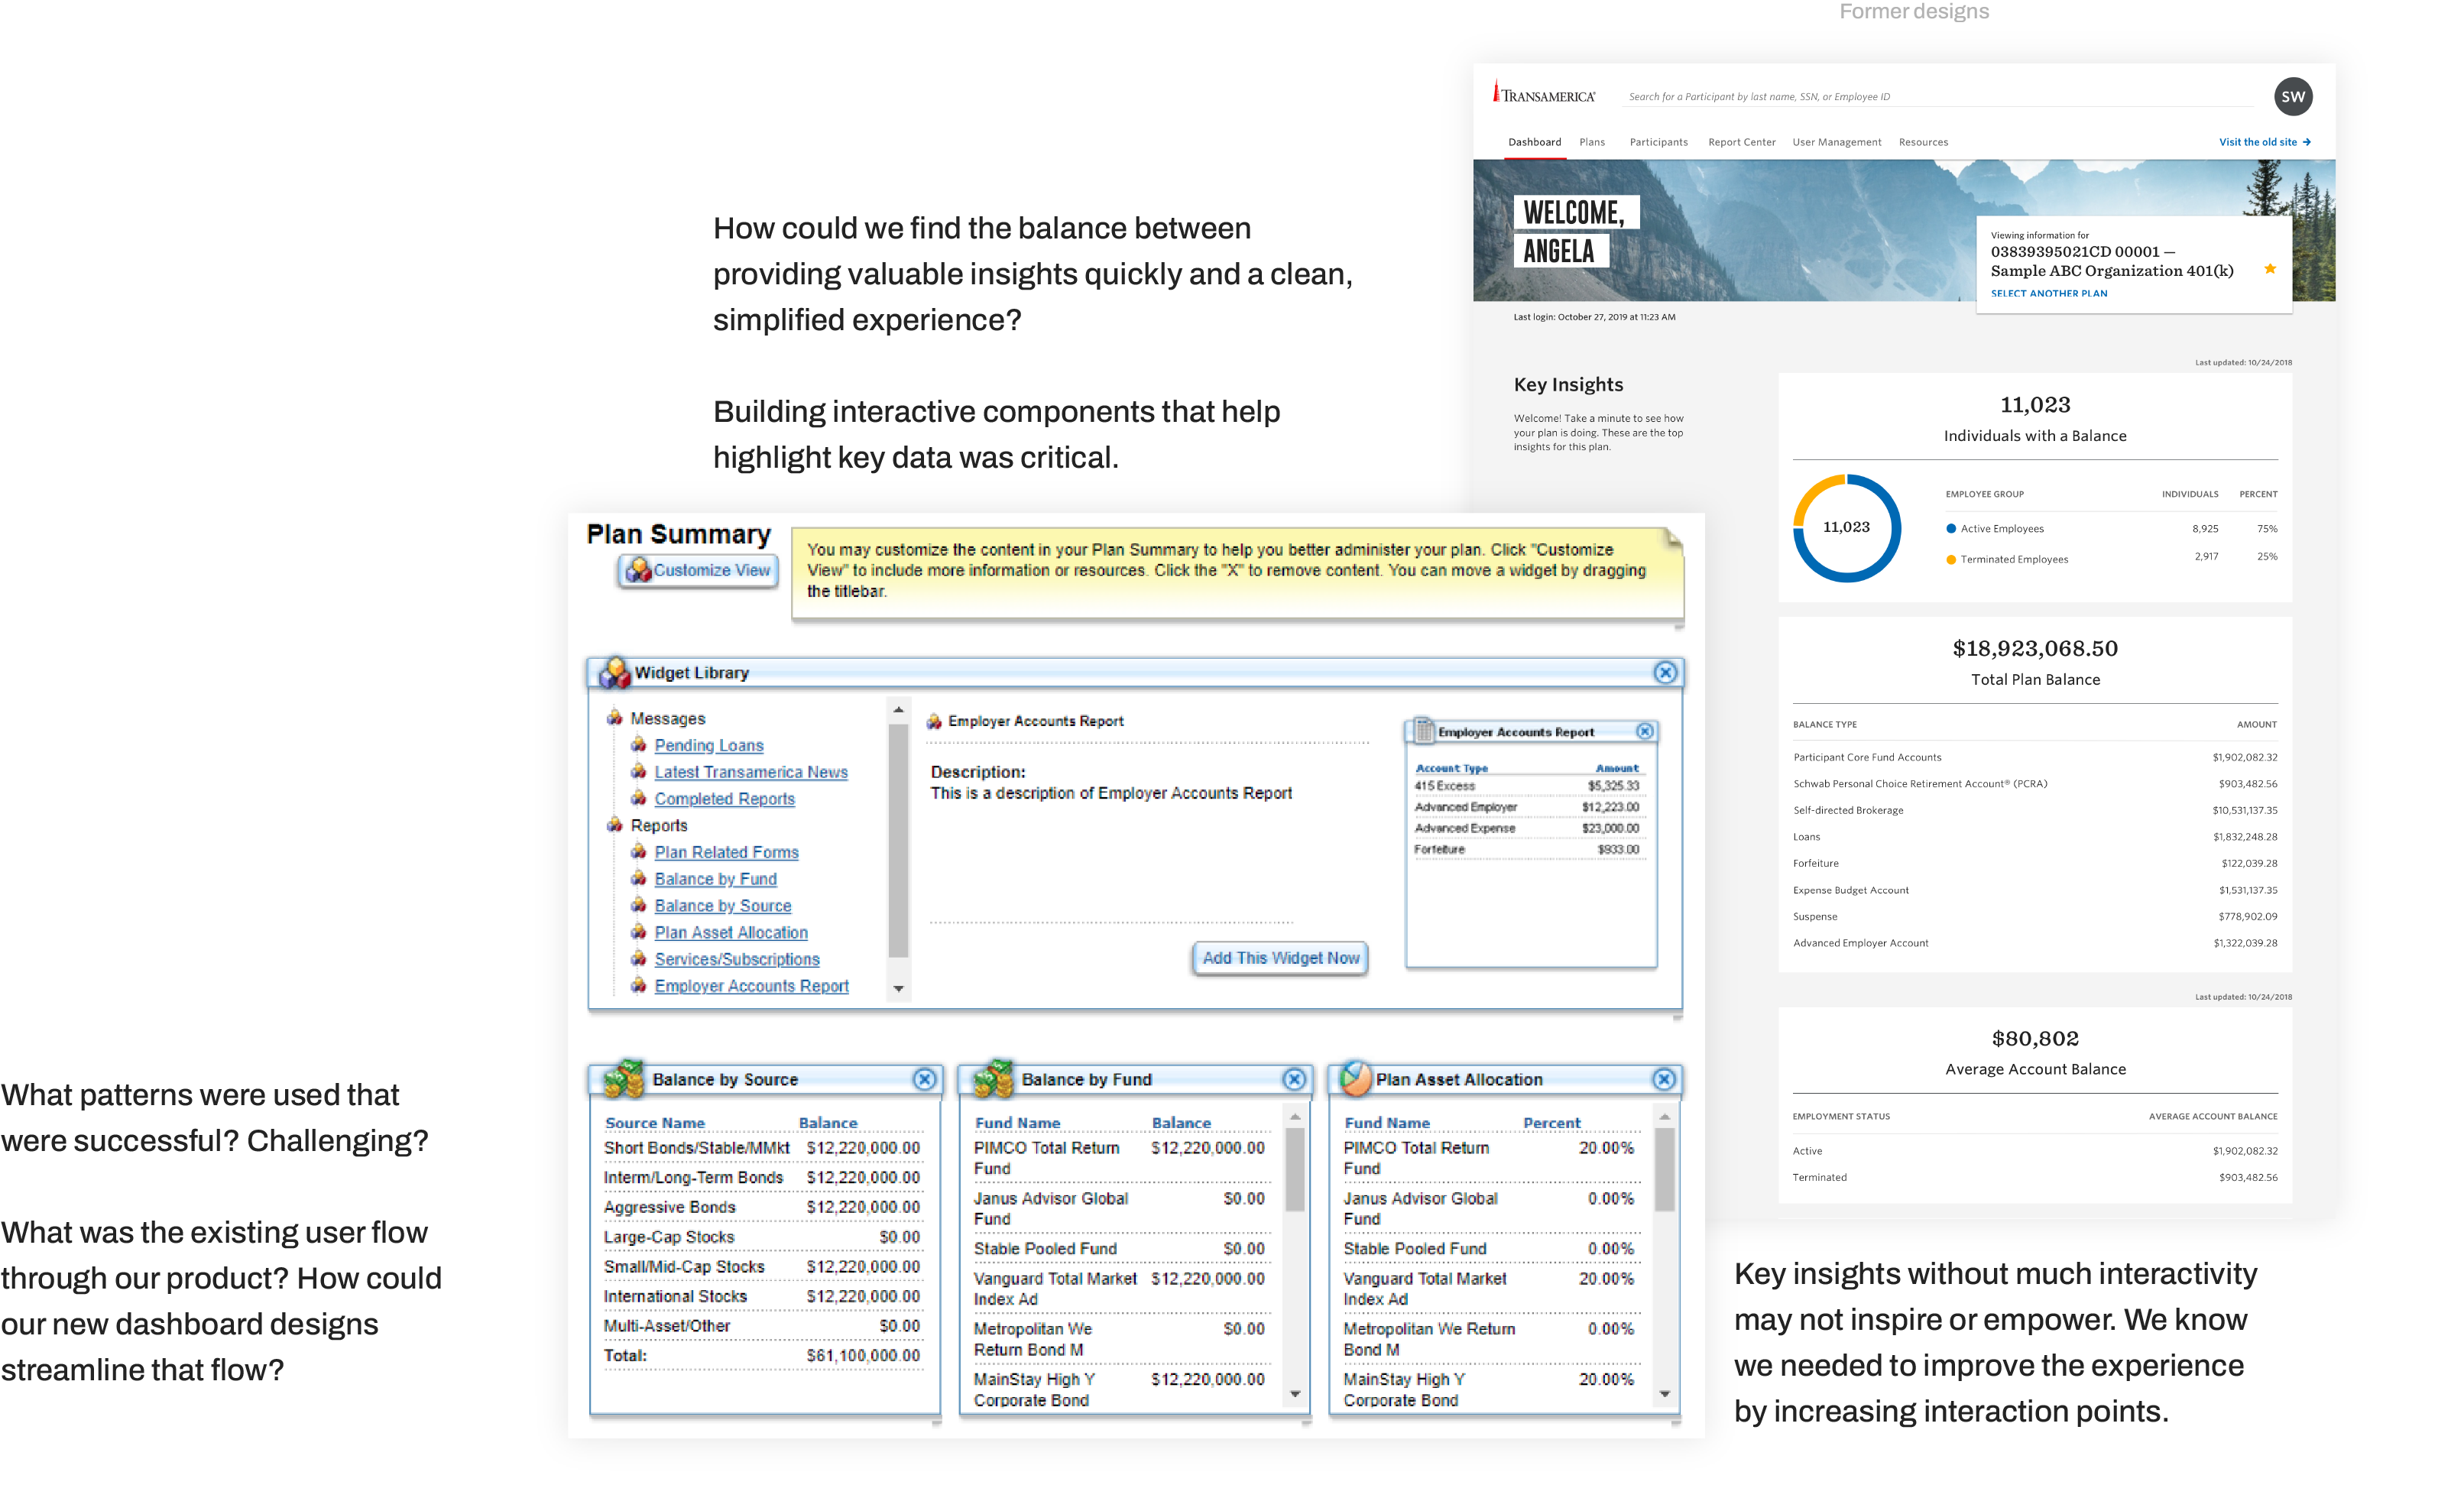 Former designs
TRANSAMERICA®
Search for a Participant by last name, SSN, or Employee ID
SW
Dashboard Plans Participants Report Center User Management Resources Visit the old site →
WELCOME,
ANGELA
Viewing information for
03839395021CD 00001 —
Sample ABC Organization 401(k)
SELECT ANOTHER PLAN
Last login: October 27, 2019 at 11:23 AM
Last updated: 10/24/2018
Key Insights
Welcome! Take a minute to see how
your plan is doing. These are the top
insights for this plan.
11,023
Individuals with a Balance
11,023
EMPLOYEE GROUP INDIVIDUALS PERCENT
Active Employees 8,925 75%
Terminated Employees 2,917 25%
$18,923,068.50
Total Plan Balance
BALANCE TYPE AMOUNT
Participant Core Fund Accounts $1,902,082.32
Schwab Personal Choice Retirement Account® (PCRA) $903,482.56
Self-directed Brokerage $10,531,137.35
Loans $1,832,248.28
Forfeiture $122,039.28
Expense Budget Account $1,531,137.35
Suspense $778,902.09
Advanced Employer Account $1,322,039.28
Last updated: 10/24/2018
$80,802
Average Account Balance
EMPLOYMENT STATUS AVERAGE ACCOUNT BALANCE
Active $1,902,082.32
Terminated $903,482.56
How could we find the balance between
providing valuable insights quickly and a clean,
simplified experience?
Building interactive components that help
highlight key data was critical.
Plan Summary
Customize View
You may customize the content in your Plan Summary to help you better administer your plan. Click "Customize
View" to include more information or resources. Click the "X" to remove content. You can move a widget by dragging
the titlebar.
Widget Library
Messages
Pending Loans
Latest Transamerica News
Completed Reports
Reports
Plan Related Forms
Balance by Fund
Balance by Source
Plan Asset Allocation
Services/Subscriptions
Employer Accounts Report
Employer Accounts Report
Description:
This is a description of Employer Accounts Report
Add This Widget Now
Employer Accounts Report
Account Type Amount
415 Excess $5,325.33
Advanced Employer $12,223.00
Advanced Expense $23,000.00
Forfeiture $933.00
Balance by Source
Source Name Balance
Short Bonds/Stable/MMkt $12,220,000.00
Interm/Long-Term Bonds $12,220,000.00
Aggressive Bonds $12,220,000.00
Large-Cap Stocks $0.00
Small/Mid-Cap Stocks $12,220,000.00
International Stocks $12,220,000.00
Multi-Asset/Other $0.00
Total: $61,100,000.00
Balance by Fund
Fund Name Balance
PIMCO Total Return $12,220,000.00
Fund
Janus Advisor Global $0.00
Fund
Stable Pooled Fund $0.00
Vanguard Total Market $12,220,000.00
Index Ad
Metropolitan We $0.00
Return Bond M
MainStay High Y $12,220,000.00
Corporate Bond
Plan Asset Allocation
Fund Name Percent
PIMCO Total Return 20.00%
Fund
Janus Advisor Global 0.00%
Fund
Stable Pooled Fund 0.00%
Vanguard Total Market 20.00%
Index Ad
Metropolitan We Return 0.00%
Bond M
MainStay High Y 20.00%
Corporate Bond
What patterns were used that
were successful? Challenging?
What was the existing user flow
through our product? How could
our new dashboard designs
streamline that flow?
Key insights without much interactivity
may not inspire or empower. We know
we needed to improve the experience
by increasing interaction points.